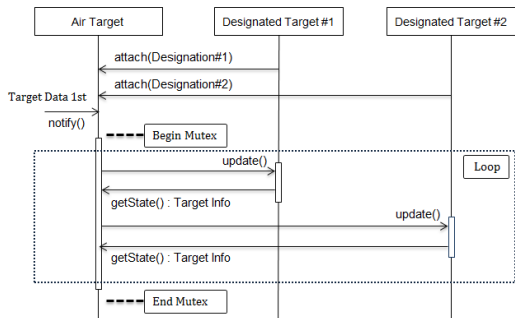 Air Target
Designated Target #1
Designated Target #2
attach(Designation#1)
attach(Designation#2)
Target Data 1st
notify()
Begin Mutex
update()
Loop
getState() : Target Info
update()
getState() : Target Info
End Mutex